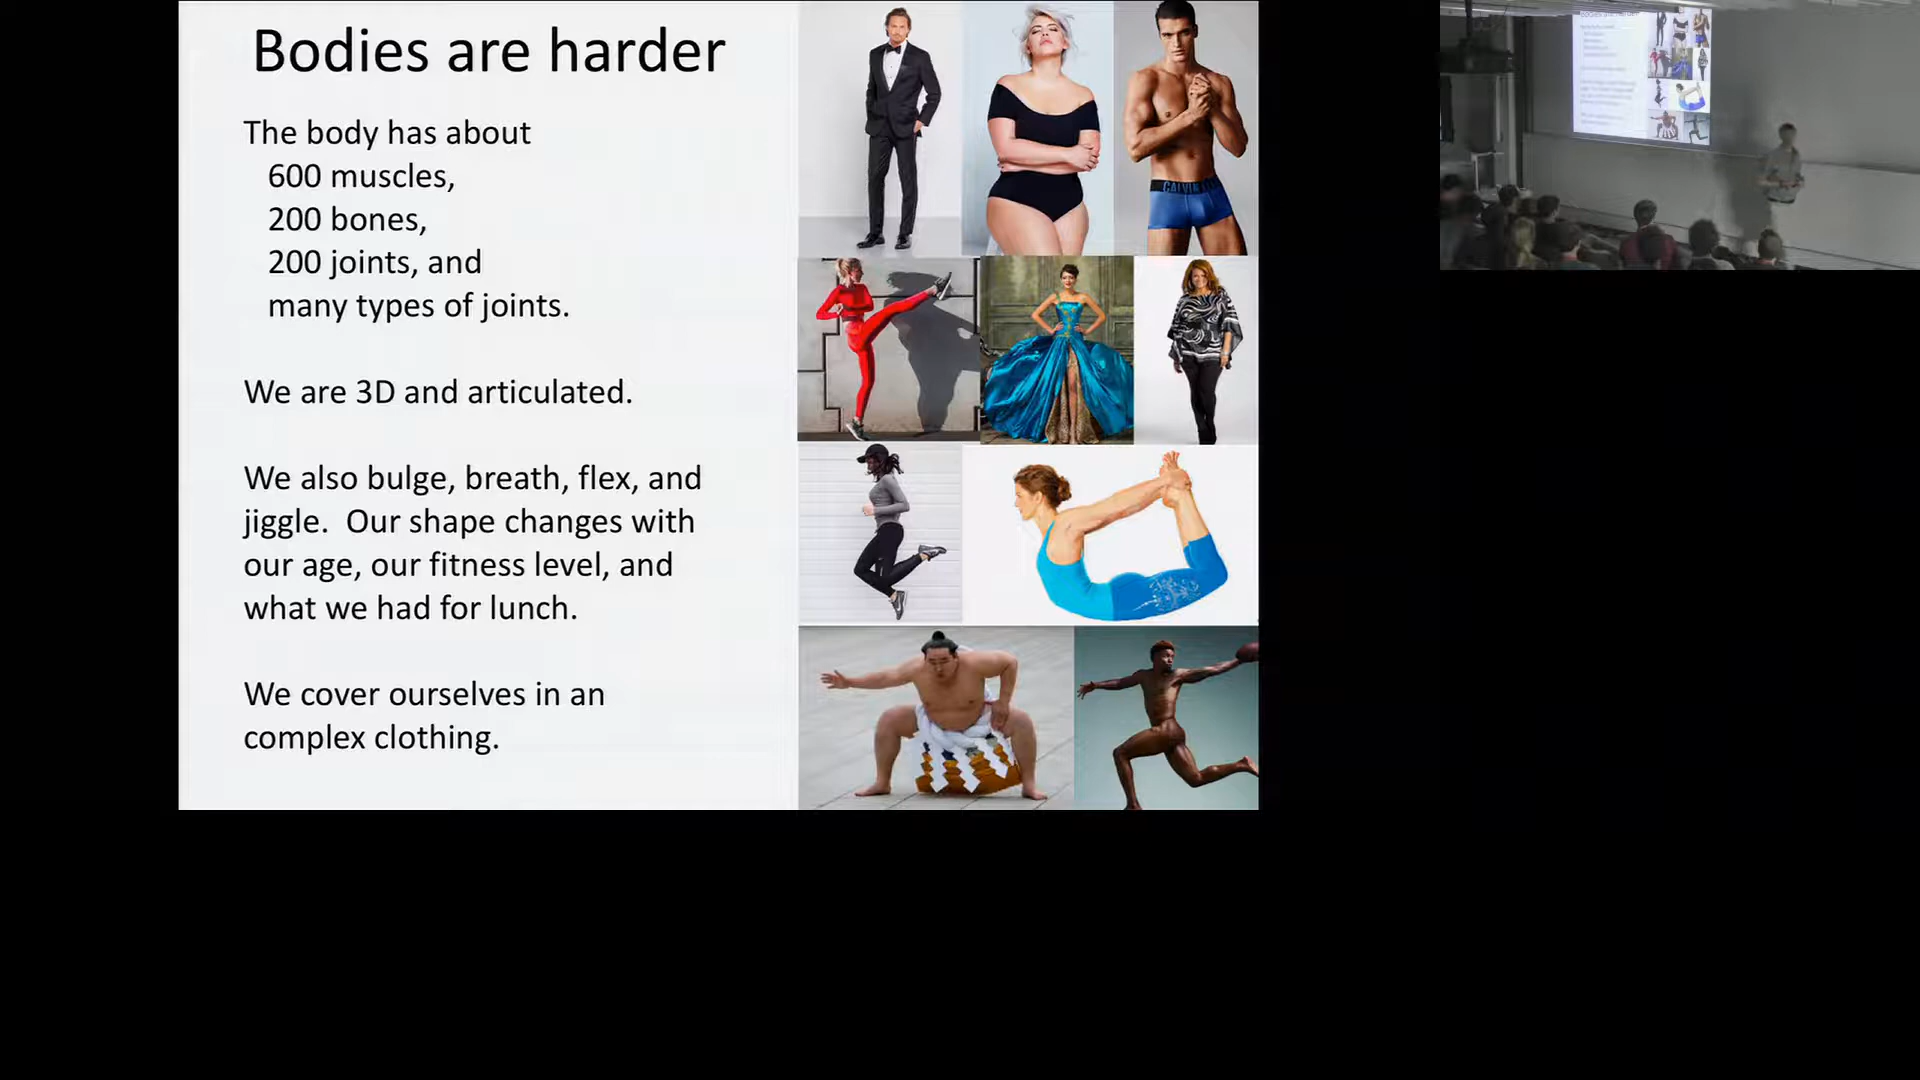 Bodies are harder
The body has about
600 muscles,
200 bones,
200 joints, and
many types of joints.
We are 3D and articulated.
We also bulge, breath, flex, and
jiggle. Our shape changes with
our age, our fitness level, and
what we had for lunch.
We cover ourselves in an
complex clothing.